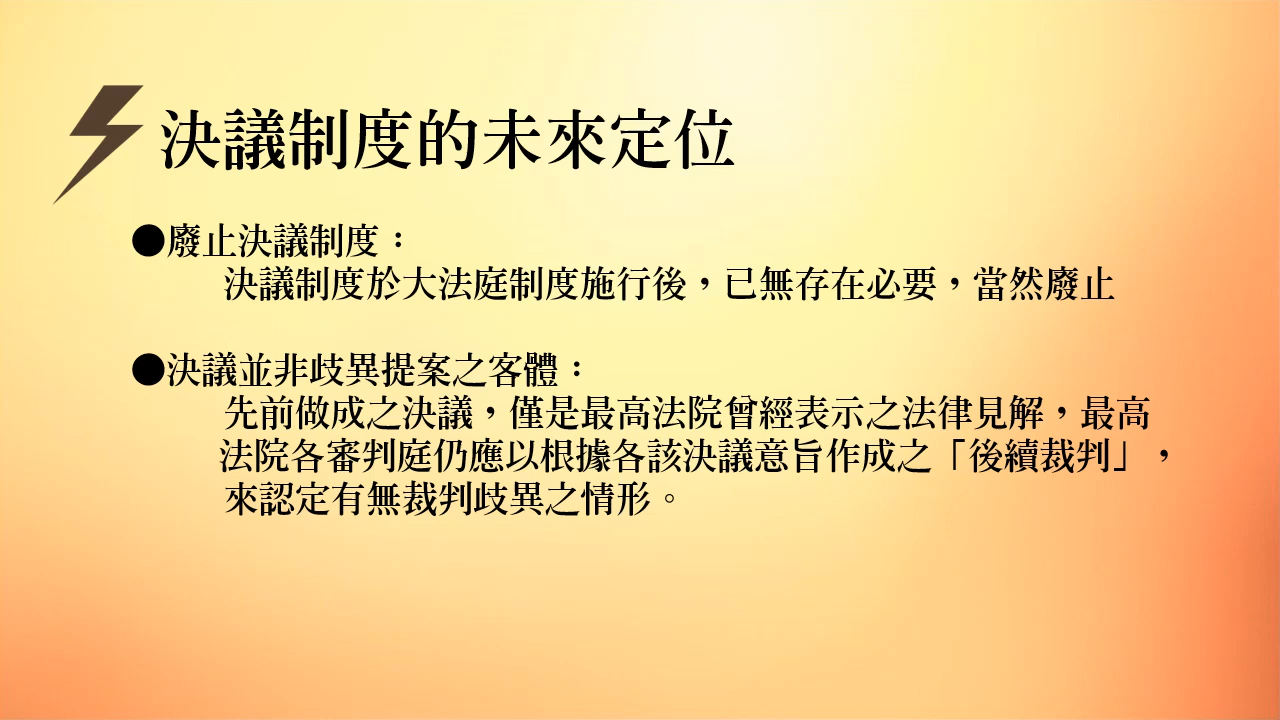 決議制度的未來定位
●廢止決議制度：
決議制度於大法庭制度施行後，已無存在必要，當然廢止
●決議並非歧異提案之客體：
先前做成之決議，僅是最高法院曾經表示之法律見解，最高
法院各審判庭仍應以根據各該決議意旨作成之「後續裁判」，
來認定有無裁判歧異之情形。